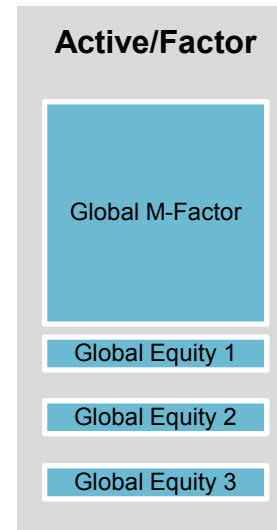 Active/Factor
Global M-Factor
Global Equity 1
Global Equity 2
Global Equity 3